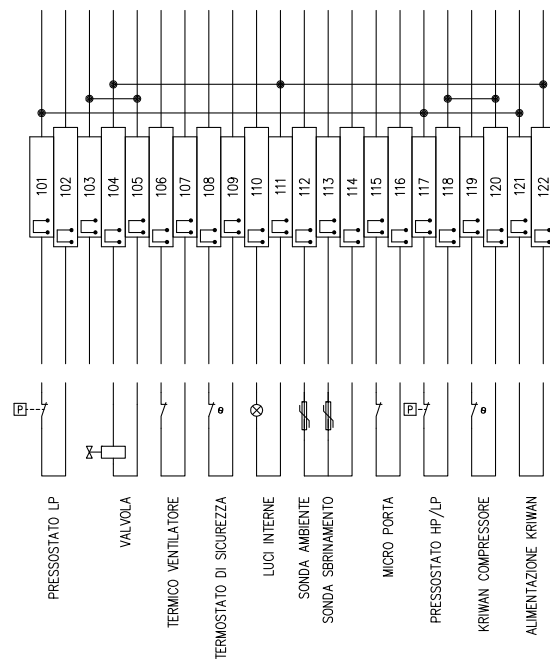 101
102
103
104
105
106
107
108
109
110
111
112
113
114
115
116
117
118
119
120
121
122
P
θ
P
θ
PRESSOSTATO LP
VALVOLA
TERMICO VENTILATORE
TERMOSTATO DI SICUREZZA
LUCI INTERNE
SONDA AMBIENTE
SONDA SBRINAMENTO
MICRO PORTA
PRESSOSTATO HP/LP
KRIWAN COMPRESSORE
ALIMENTAZIONE KRIWAN